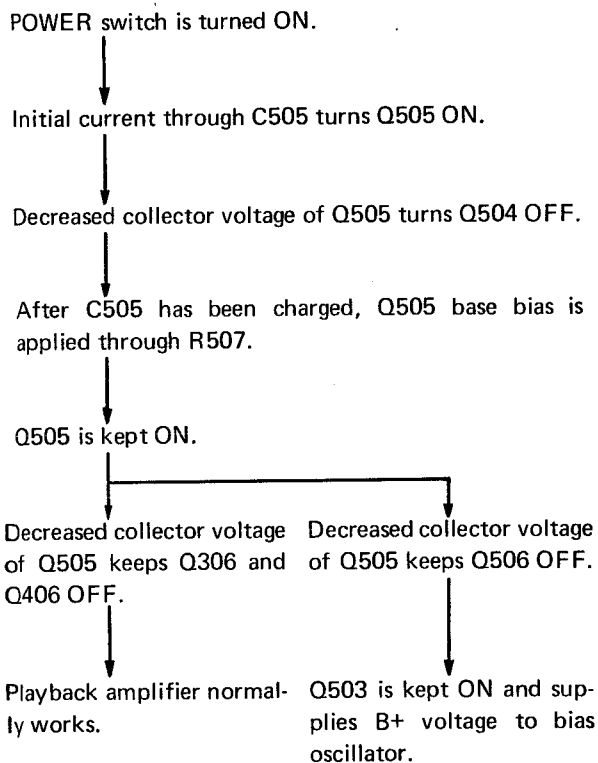 POWER switch is turned ON.
Initial current through C505 turns Q505 ON.
Decreased collector voltage of Q505 turns Q504 OFF.
After C505 has been charged, Q505 base bias is
applied through R507.
Q505 is kept ON.
Decreased collector voltage
of Q505 keeps Q306 and
Q406 OFF.
Decreased collector voltage
of Q505 keeps Q506 OFF.
Playback amplifier normal-
ly works.
Q503 is kept ON and sup-
plies B+ voltage to bias
oscillator.